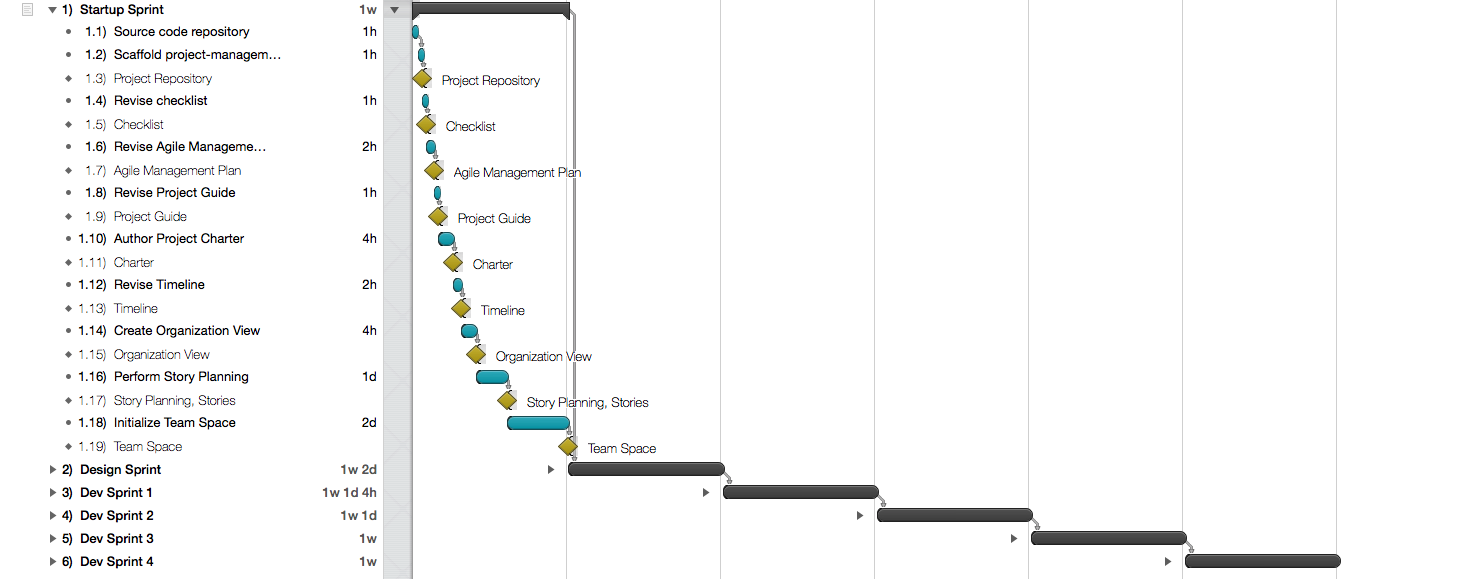 1) Startup Sprint 1w
1.1) Source code repository 1h
1.2) Scaffold project-managem… 1h
1.3) Project Repository Project Repository
1.4) Revise checklist 1h
1.5) Checklist Checklist
1.6) Revise Agile Manageme… 2h
1.7) Agile Management Plan Agile Management Plan
1.8) Revise Project Guide 1h
1.9) Project Guide Project Guide
1.10) Author Project Charter 4h
1.11) Charter Charter
1.12) Revise Timeline 2h
1.13) Timeline Timeline
1.14) Create Organization View 4h
1.15) Organization View Organization View
1.16) Perform Story Planning 1d
1.17) Story Planning, Stories Story Planning, Stories
1.18) Initialize Team Space 2d
1.19) Team Space Team Space
2) Design Sprint 1w 2d
3) Dev Sprint 1 1w 1d 4h
4) Dev Sprint 2 1w 1d
5) Dev Sprint 3 1w
6) Dev Sprint 4 1w